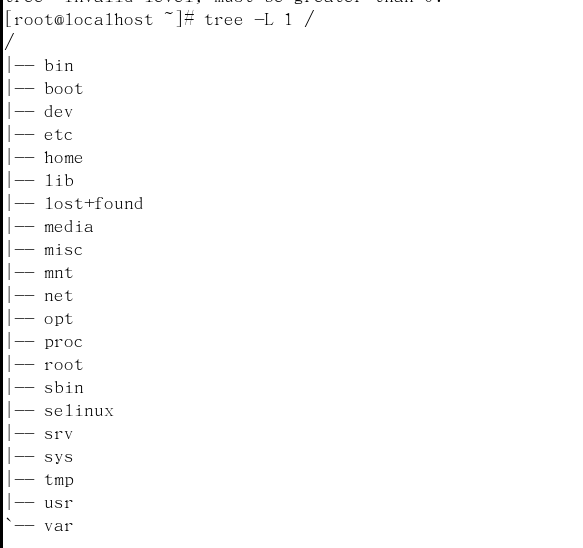 tree: Invalid level, must be greater than 0.
[root@localhost ~]# tree -L 1 /
/
|-- bin
|-- boot
|-- dev
|-- etc
|-- home
|-- lib
|-- lost+found
|-- media
|-- misc
|-- mnt
|-- net
|-- opt
|-- proc
|-- root
|-- sbin
|-- selinux
|-- srv
|-- sys
|-- tmp
|-- usr
`-- var